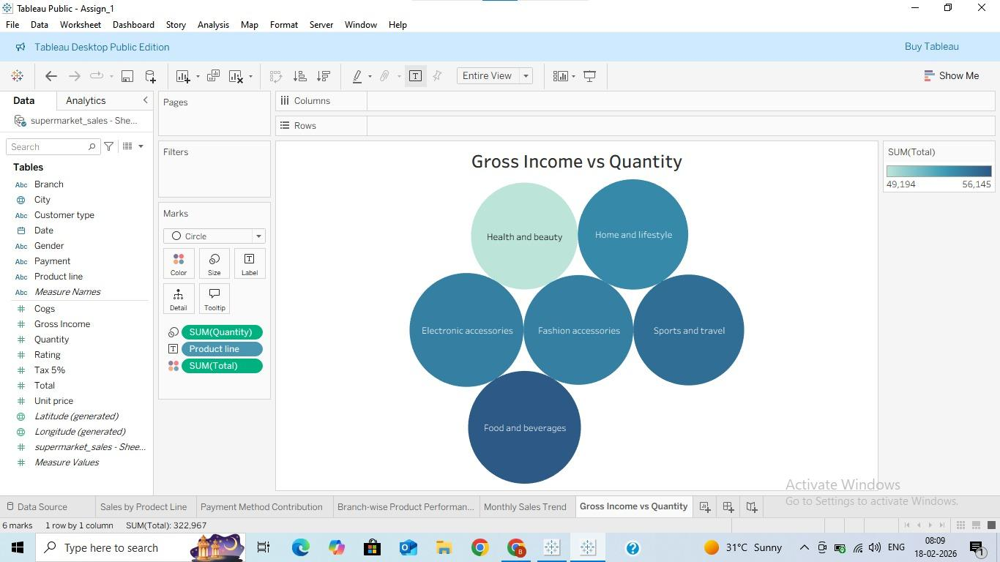 Tableau Public - Assign_1
File Data Worksheet Dashboard Story Analysis Map Format Server Window Help
Tableau Desktop Public Edition
Buy Tableau
Entire View
Show Me
Data
Analytics
supermarket_sales - She...
Search
Tables
Abc Branch
City
Abc Customer type
Date
Abc Gender
Abc Payment
Abc Product line
Abc Measure Names
Cogs
Gross Income
Quantity
Rating
Tax 5%
Total
Unit price
Latitude (generated)
Longitude (generated)
supermarket_sales - Shee...
Measure Values
Pages
Filters
Marks
Circle
Color Size Label
Detail Tooltip
SUM(Quantity)
Product line
SUM(Total)
Columns
Rows
Gross Income vs Quantity
Health and beauty
Home and lifestyle
Electronic accessories
Fashion accessories
Sports and travel
Food and beverages
SUM(Total)
49,194 56,145
Activate Windows
Go to Settings to activate Windows.
Data Source
Sales by Prodect Line
Payment Method Contribution
Branch-wise Product Performan...
Monthly Sales Trend
Gross Income vs Quantity
6 marks 1 row by 1 column SUM(Total): 322,967
Type here to search
31°C Sunny
ENG
08:09
18-02-2026
1